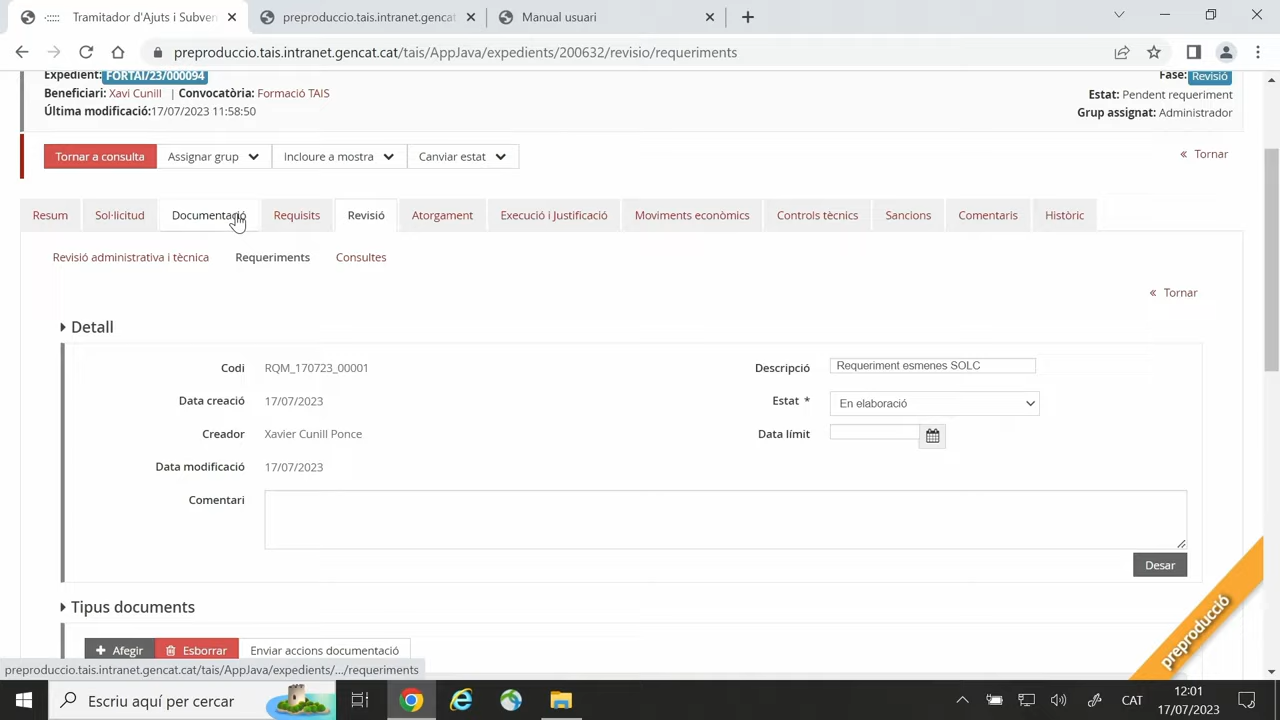 Tramitador d'Ajuts i Subven
preproduccio.tais.intranet.gencat
Manual usuari
preproduccio.tais.intranet.gencat.cat/tais/AppJava/expedients/200632/revisio/requeriments
Expedient: FORTAI/23/000094
Fase: Revisió
Beneficiari: Xavi Cunill | Convocatòria: Formació TAIS
Estat: Pendent requeriment
Última modificació:17/07/2023 11:58:50
Grup assignat: Administrador
Tornar a consulta Assignar grup Incloure a mostra Canviar estat
« Tornar
Resum Sol·licitud Documentació Requisits Revisió Atorgament Execució i Justificació Moviments econòmics Controls tècnics Sancions Comentaris Històric
Revisió administrativa i tècnica Requeriments Consultes
« Tornar
Detall
Codi RQM_170723_00001
Descripció Requeriment esmenes SOLC
Data creació 17/07/2023
Estat * En elaboració
Creador Xavier Cunill Ponce
Data límit
Data modificació 17/07/2023
Comentari
Desar
Tipus documents
Afegir Esborrar Enviar accions documentació
preproducció
preproduccio.tais.intranet.gencat.cat/tais/AppJava/expedients/.../requeriments
Escriu aquí per cercar
CAT
12:01
17/07/2023